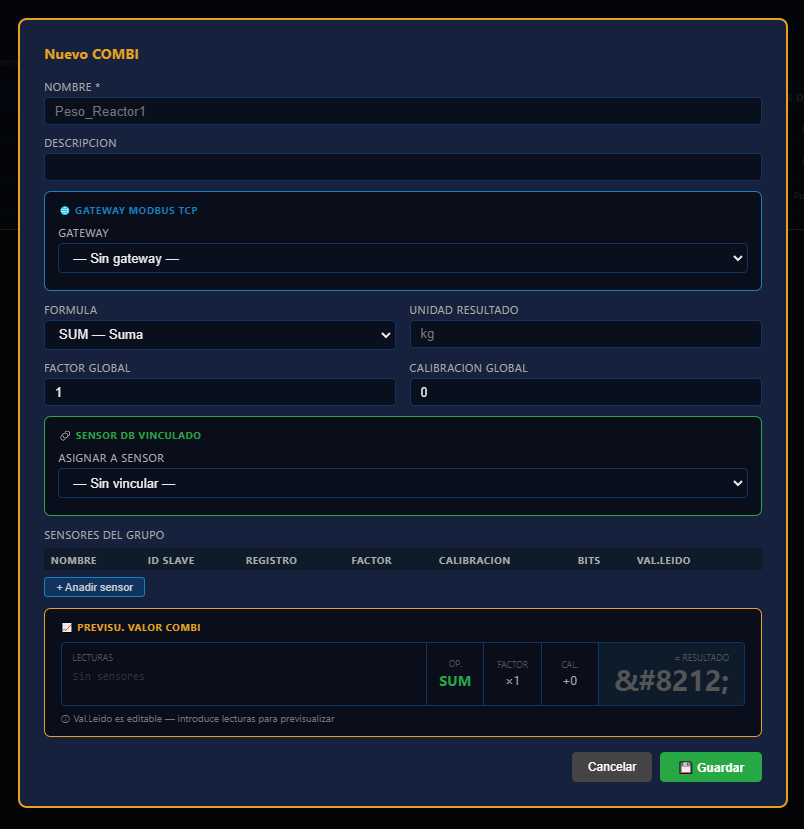 Nuevo COMBI
NOMBRE *
Peso_Reactor1
DESCRIPCION
GATEWAY MODBUS TCP
GATEWAY
— Sin gateway —
FORMULA
UNIDAD RESULTADO
SUM — Suma
kg
FACTOR GLOBAL
CALIBRACION GLOBAL
1
0
SENSOR DB VINCULADO
ASIGNAR A SENSOR
— Sin vincular —
SENSORES DEL GRUPO
NOMBRE ID SLAVE REGISTRO FACTOR CALIBRACION BITS VAL.LEIDO
+ Anadir sensor
PREVISU. VALOR COMBI
LECTURAS
Sin sensores
OP.
SUM
FACTOR
×1
CAL.
+0
= RESULTADO
&#8212;
Val.Leido es editable — introduce lecturas para previsualizar
Cancelar
Guardar